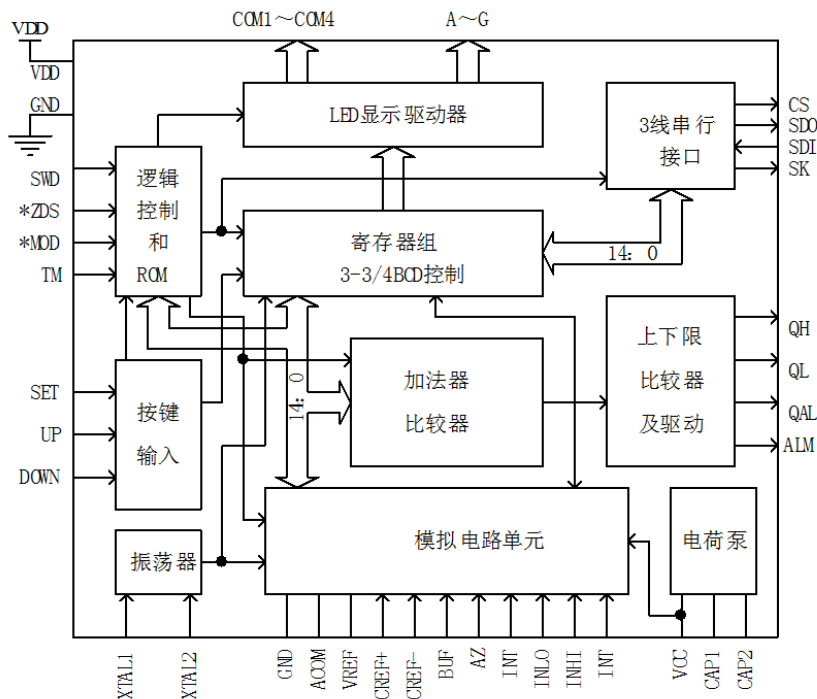 COM1～COM4
A～G
VDD
VDD
GND
LED显示驱动器
3线串行
接口
CS
SDO
SDI
SK
SWD
*ZDS
*MOD
TM
逻辑
控制
和
ROM
寄存器组
3-3/4BCD控制
14: 0
SET
UP
DOWN
按键
输入
14: 0
加法器
比较器
上下限
比较器
及驱动
QH
QL
QAL
ALM
振荡器
模拟电路单元
电荷泵
XTAL1
XTAL2
GND
ACOM
VREF
CREF+
CREF-
BUF
AZ
INT
INLO
INHI
INT
VCC
CAP1
CAP2